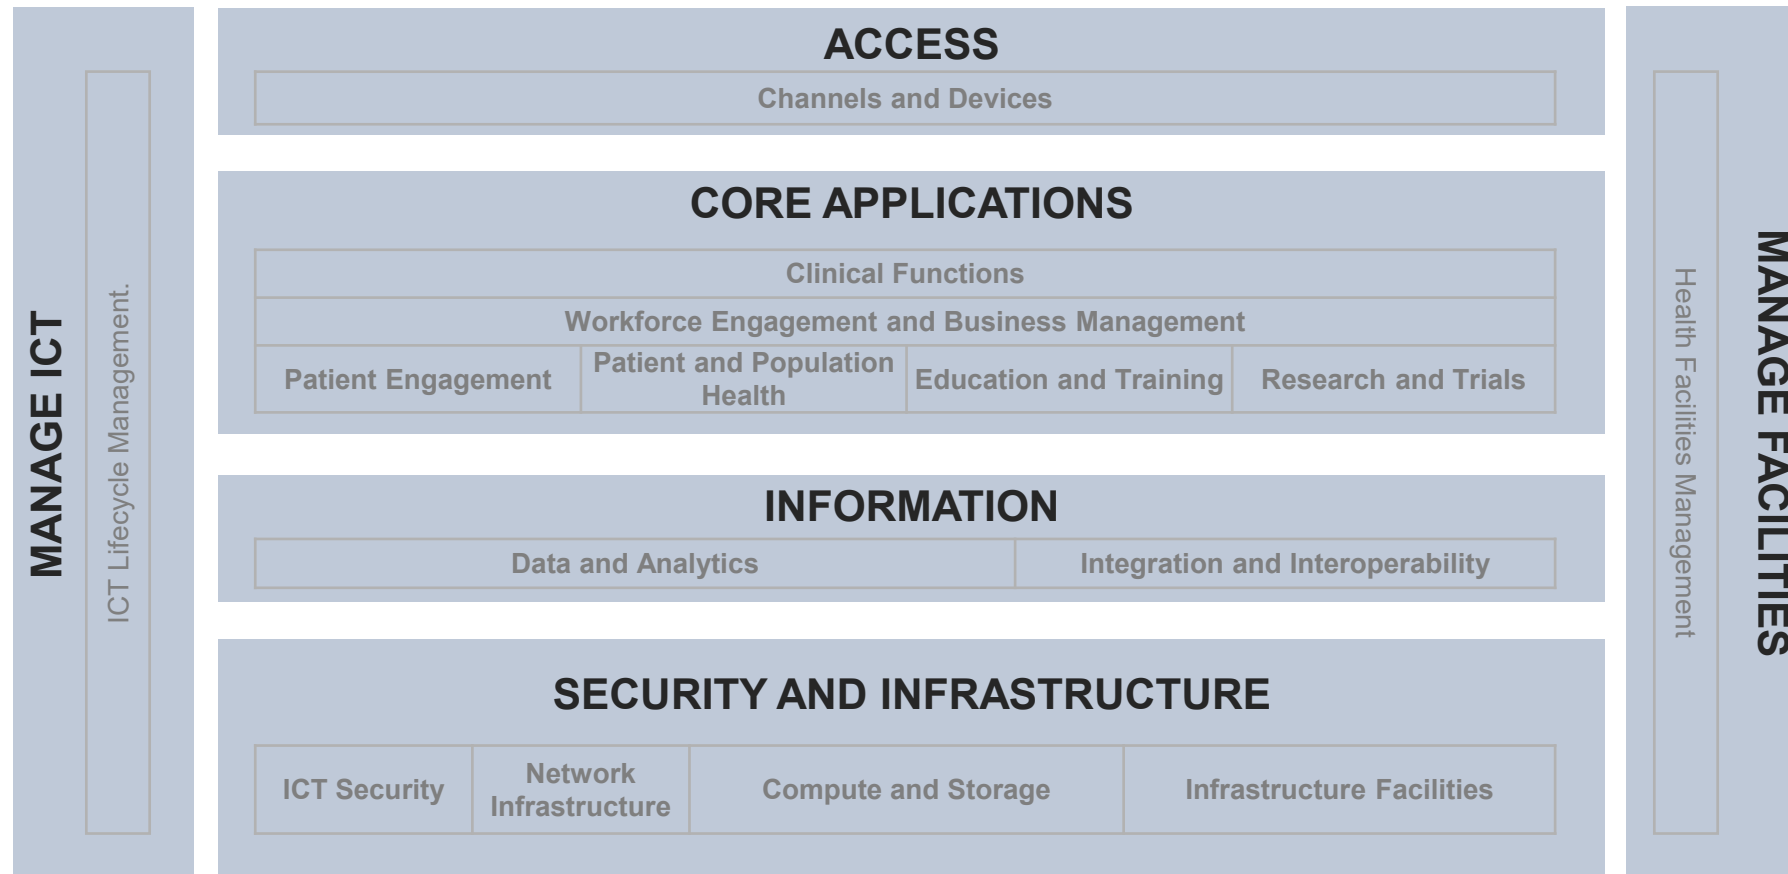 MANAGE ICT
ICT Lifecycle Management.
ACCESS
Channels and Devices
CORE APPLICATIONS
Clinical Functions
Workforce Engagement and Business Management
Patient Engagement
Patient and Population
Health
Education and Training
Research and Trials
INFORMATION
Data and Analytics
Integration and Interoperability
SECURITY AND INFRASTRUCTURE
ICT Security
Network
Infrastructure
Compute and Storage
Infrastructure Facilities
Health Facilities Management
MANAGE FACILITIES